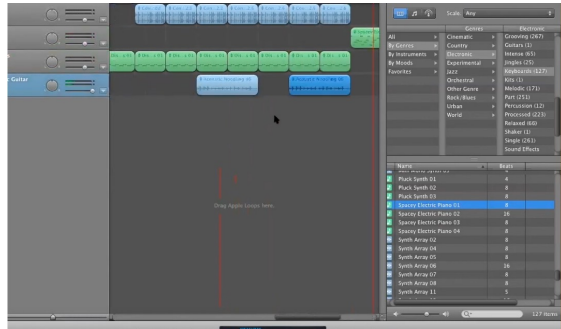 Scale: Any
Genres
Electronic
All
By Genres
By Instruments
By Moods
Favorites
Cinematic
Country
Electronic
Experimental
Jazz
Orchestral
Other Genre
Rock/Blues
Urban
World
Grooving (267)
Guitars (1)
Intense (65)
Jingles (25)
Keyboards (127)
Kits (1)
Melodic (171)
Part (251)
Percussion (12)
Processed (223)
Relaxed (60)
Shaker (1)
Single (261)
Sound Effects
Guitar
Drag Apple Loops here.
Name
Beats
Pluck Synth 01 4
Pluck Synth 02 8
Pluck Synth 03 8
Spacey Electric Piano 01 8
Spacey Electric Piano 02 16
Spacey Electric Piano 03 8
Spacey Electric Piano 04 8
Synth Array 02 8
Synth Array 04 8
Synth Array 05 8
Synth Array 06 16
Synth Array 07 8
Synth Array 08 8
Synth Array 11 5
127 items